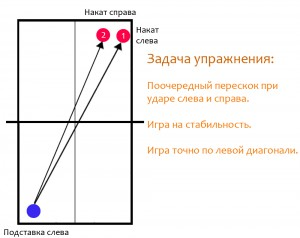 Накат справа
Накат
слева
2
1
Задача упражнения:
Поочередный перескок при
ударе слева и справа.
Игра на стабильность.
Игра точно по левой диагонали.
Подставка слева